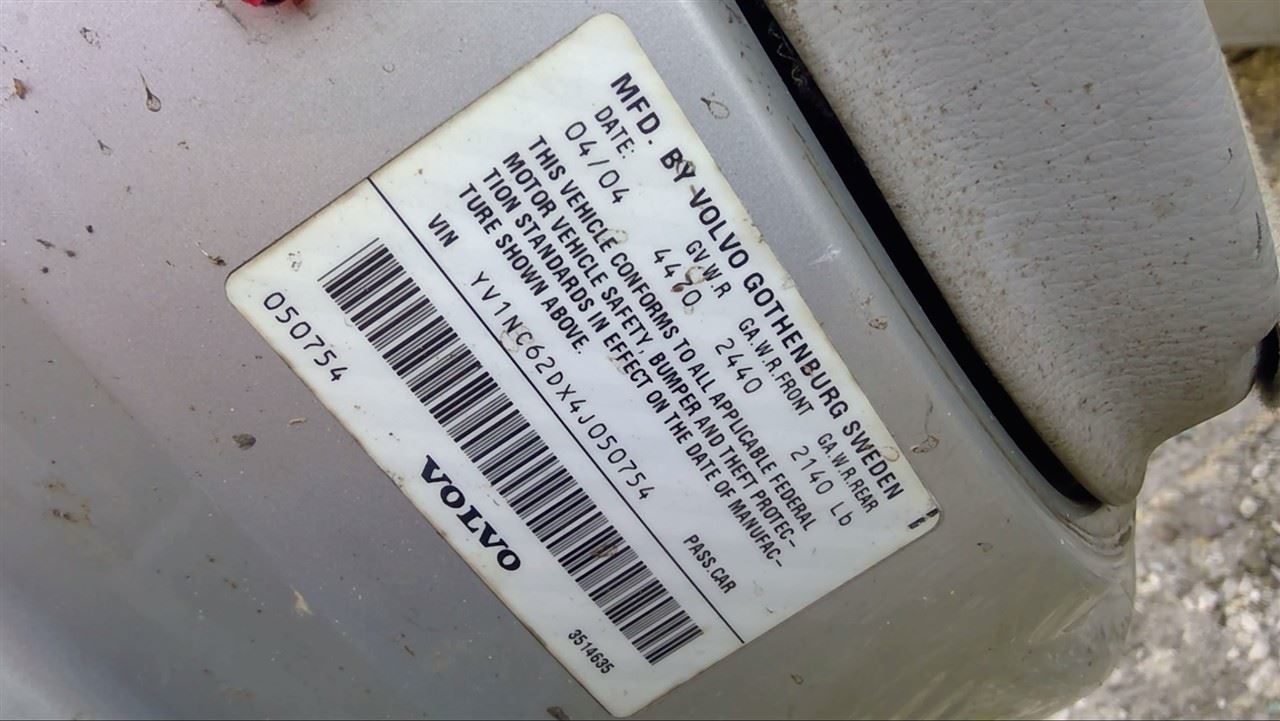 MFD. BY VOLVO GOTHENBURG SWEDEN
DATE: G.V.W.R GA.W.R.FRONT GA.W.R.REAR
04/04 4490 2440 2140 Lb
THIS VEHICLE CONFORMS TO ALL APPLICABLE FEDERAL
MOTOR VEHICLE SAFETY, BUMPER AND THEFT PROTEC-
TION STANDARDS IN EFFECT ON THE DATE OF MANUFAC-
TURE SHOWN ABOVE.
VIN YV1NC62DX4J050754 PASS.CAR
050754 VOLVO 3514635